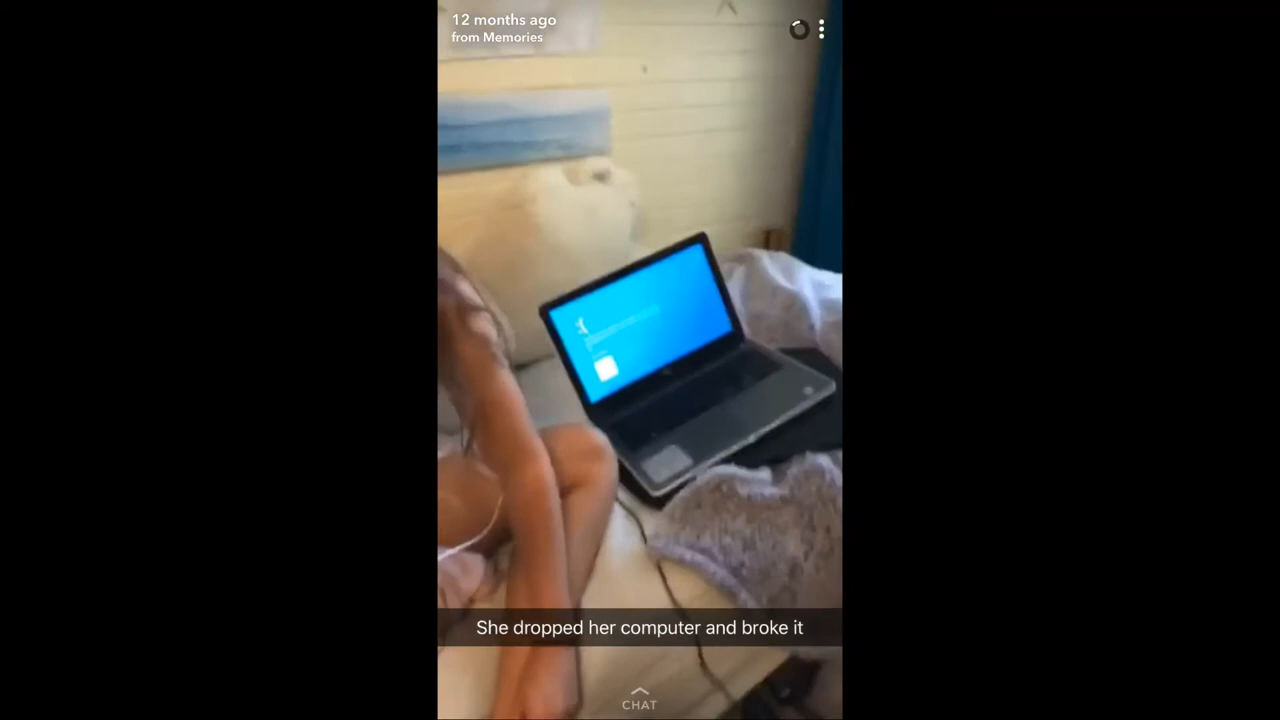 12 months ago
from Memories
She dropped her computer and broke it
CHAT